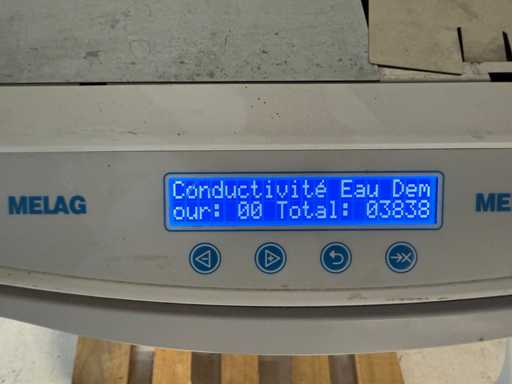 Conductivité Eau Dem
our: 00 Total: 03838
MELAG
ME